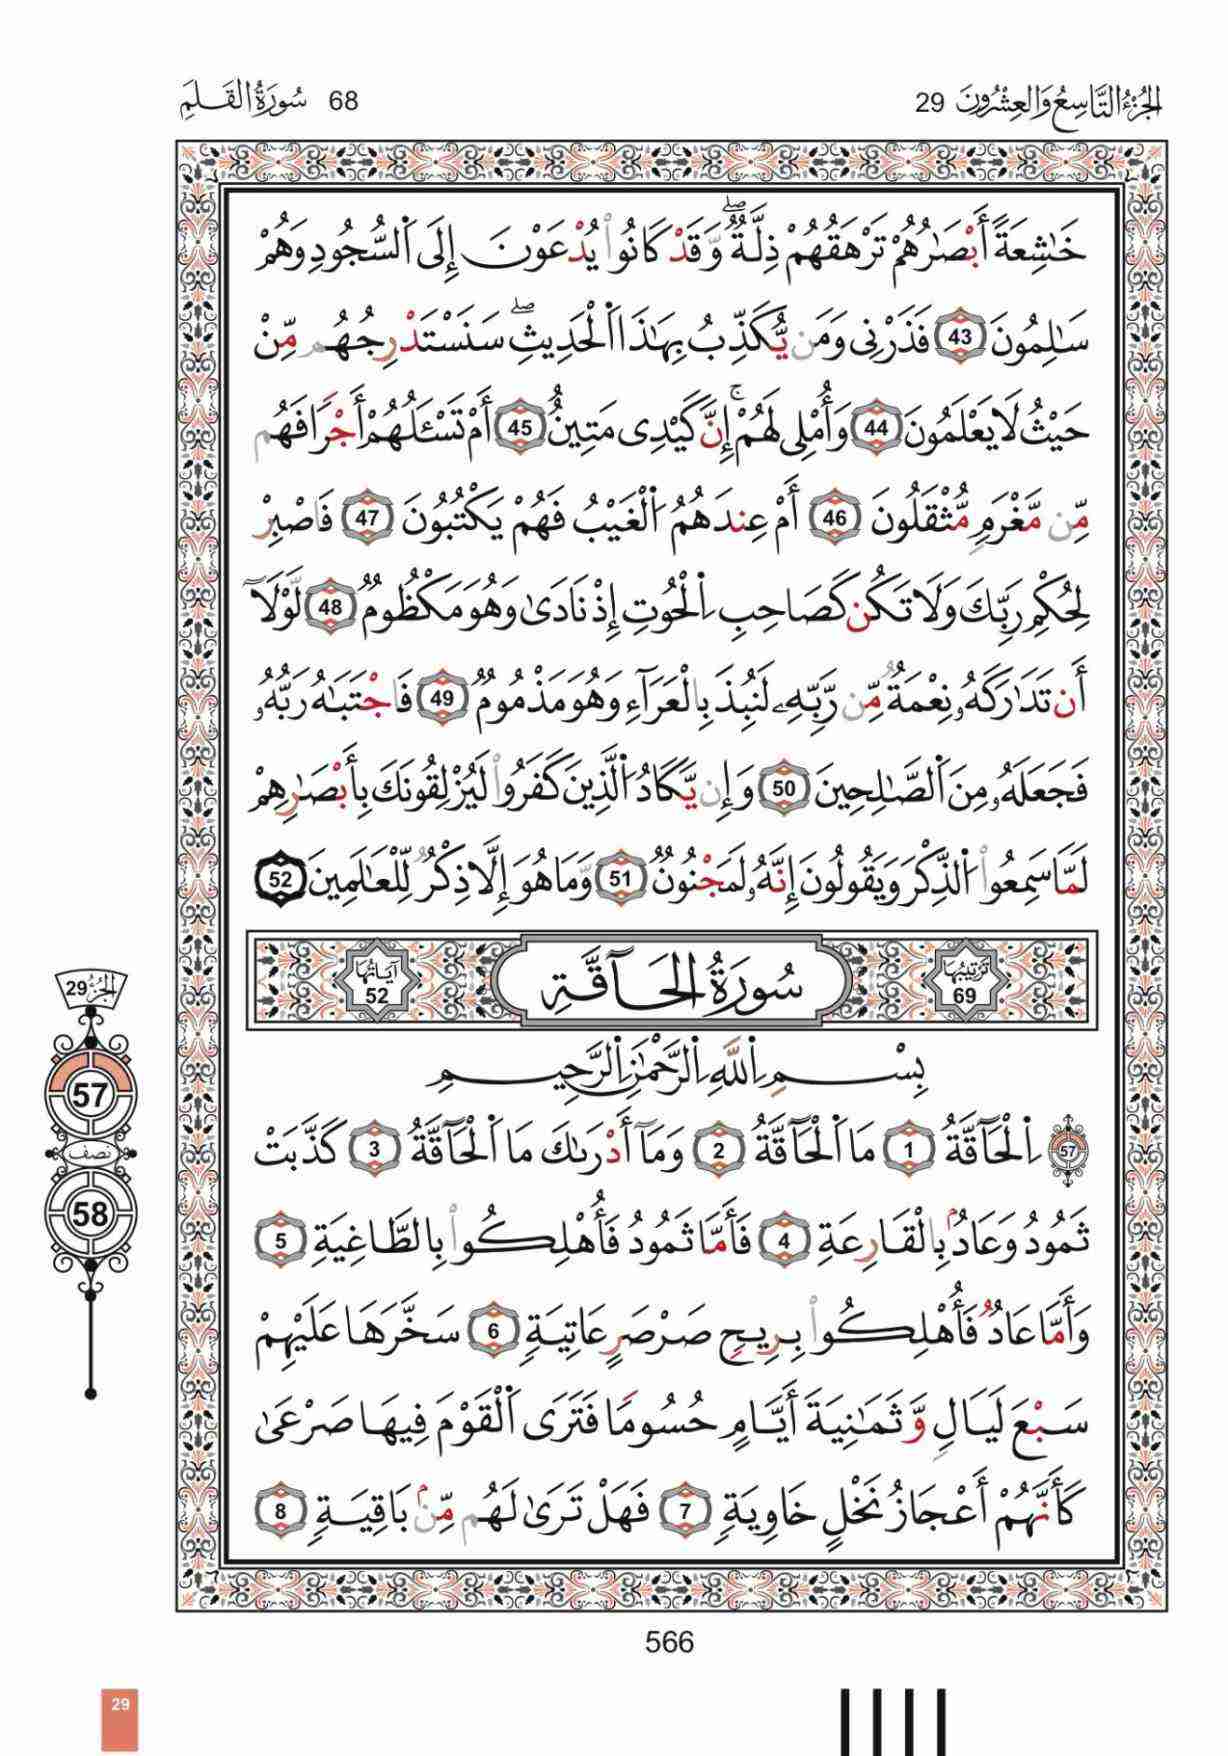 الجُزْءُ التَّاسِعُ وَالعِشْرُونَ 29
68 سُورَةُ القَلَمِ
خَٰشِعَةً أَبْصَٰرُهُمْ تَرْهَقُهُمْ ذِلَّةٌ ۖ وَقَدْ كَانُوا۟ يُدْعَوْنَ إِلَى ٱلسُّجُودِ وَهُمْ
سَٰلِمُونَ 43 فَذَرْنِى وَمَن يُكَذِّبُ بِهَٰذَا ٱلْحَدِيثِ ۖ سَنَسْتَدْرِجُهُم مِّنْ
حَيْثُ لَا يَعْلَمُونَ 44 وَأُمْلِى لَهُمْ ۚ إِنَّ كَيْدِى مَتِينٌ 45 أَمْ تَسْـَٔلُهُمْ أَجْرًا فَهُم
مِّن مَّغْرَمٍ مُّثْقَلُونَ 46 أَمْ عِندَهُمُ ٱلْغَيْبُ فَهُمْ يَكْتُبُونَ 47 فَٱصْبِرْ
لِحُكْمِ رَبِّكَ وَلَا تَكُن كَصَاحِبِ ٱلْحُوتِ إِذْ نَادَىٰ وَهُوَ مَكْظُومٌ 48 لَّوْلَآ
أَن تَدَٰرَكَهُۥ نِعْمَةٌ مِّن رَّبِّهِۦ لَنُبِذَ بِٱلْعَرَآءِ وَهُوَ مَذْمُومٌ 49 فَٱجْتَبَٰهُ رَبُّهُۥ
فَجَعَلَهُۥ مِنَ ٱلصَّٰلِحِينَ 50 وَإِن يَكَادُ ٱلَّذِينَ كَفَرُوا۟ لَيُزْلِقُونَكَ بِأَبْصَٰرِهِمْ
لَمَّا سَمِعُوا۟ ٱلذِّكْرَ وَيَقُولُونَ إِنَّهُۥ لَمَجْنُونٌ 51 وَمَا هُوَ إِلَّا ذِكْرٌ لِّلْعَٰلَمِينَ 52
تَرْتِيبُهَا 69 سُورَةُ الحَآقَّةِ آيَاتُهَا 52
بِسْمِ ٱللَّهِ ٱلرَّحْمَٰنِ ٱلرَّحِيمِ
57 ٱلْحَآقَّةُ 1 مَا ٱلْحَآقَّةُ 2 وَمَآ أَدْرَىٰكَ مَا ٱلْحَآقَّةُ 3 كَذَّبَتْ
ثَمُودُ وَعَادٌۢ بِٱلْقَارِعَةِ 4 فَأَمَّا ثَمُودُ فَأُهْلِكُوا۟ بِٱلطَّاغِيَةِ 5
وَأَمَّا عَادٌ فَأُهْلِكُوا۟ بِرِيحٍ صَرْصَرٍ عَاتِيَةٍ 6 سَخَّرَهَا عَلَيْهِمْ
سَبْعَ لَيَالٍ وَثَمَٰنِيَةَ أَيَّامٍ حُسُومًا فَتَرَى ٱلْقَوْمَ فِيهَا صَرْعَىٰ
كَأَنَّهُمْ أَعْجَازُ نَخْلٍ خَاوِيَةٍ 7 فَهَلْ تَرَىٰ لَهُم مِّنۢ بَاقِيَةٍ 8
الجزء 29
57
نصف
58
566
29